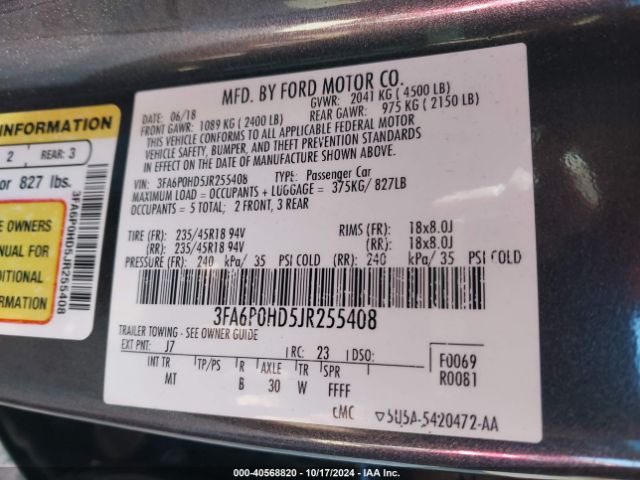 MFD. BY FORD MOTOR CO.
DATE: 06/18 GVWR: 2041 KG ( 4500 LB)
FRONT GAWR: 1089 KG ( 2400 LB) REAR GAWR: 975 KG ( 2150 LB)
THIS VEHICLE CONFORMS TO ALL APPLICABLE FEDERAL MOTOR
VEHICLE SAFETY, BUMPER, AND THEFT PREVENTION STANDARDS
IN EFFECT ON THE DATE OF MANUFACTURE SHOWN ABOVE.
VIN: 3FA6P0HD5JR255408 TYPE: Passenger Car
MAXIMUM LOAD = OCCUPANTS + LUGGAGE = 375KG/ 827LB
OCCUPANTS = 5 TOTAL; 2 FRONT, 3 REAR
TIRE (FR): 235/45R18 94V RIMS (FR): 18x8.0J
(RR): 235/45R18 94V (RR): 18x8.0J
PRESSURE (FR): 240 kPa/ 35 PSI COLD (RR): 240 kPa/ 35 PSI COLD
3FA6P0HD5JR255408
TRAILER TOWING - SEE OWNER GUIDE
EXT PNT: J7 RC: 23 DSO: F0069
INT TR TP/PS R AXLE TR SPR R0081
MT B 30 W FFFF
cMC 5U5A-5420472-AA
INFORMATION
2 REAR: 3
or 827 lbs.
E OWNERS
NUAL FOR
DITIONAL
ORMATION
3FA6P0HD5JR255408
000-40568820 | 10/17/2024 | IAA Inc.